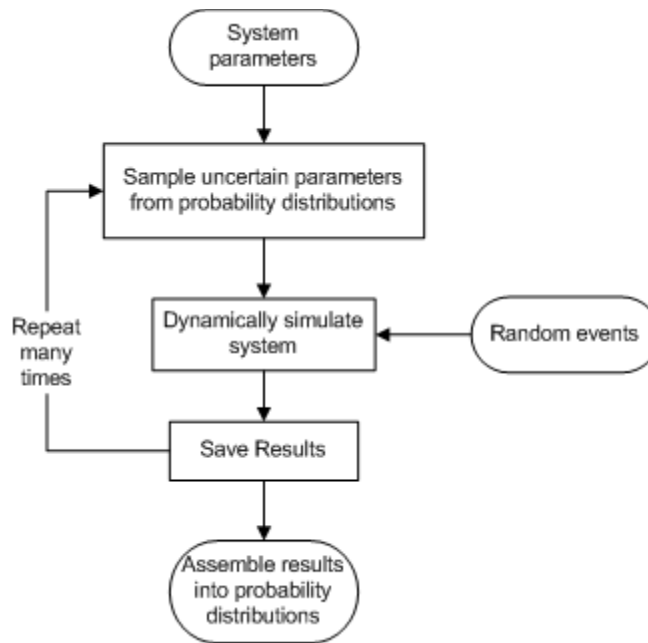 System
parameters
Sample uncertain parameters
from probability distributions
Dynamically simulate
system
Random events
Repeat
many
times
Save Results
Assemble results
into probability
distributions